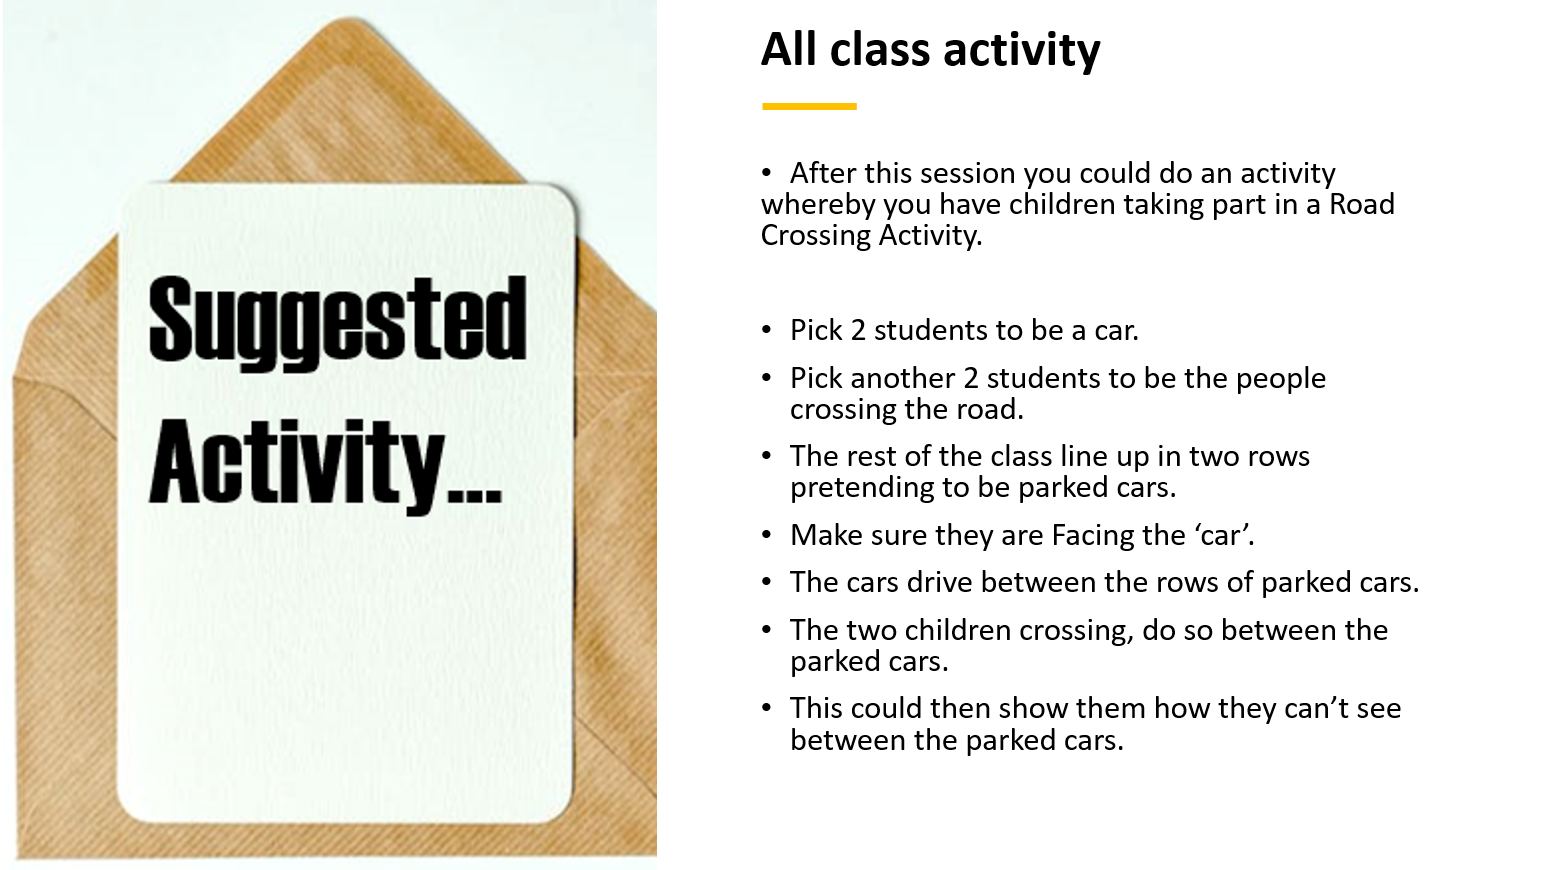 Suggested
Activity...
All class activity
• After this session you could do an activity
whereby you have children taking part in a Road
Crossing Activity.
• Pick 2 students to be a car.
• Pick another 2 students to be the people
crossing the road.
• The rest of the class line up in two rows
pretending to be parked cars.
• Make sure they are Facing the ‘car’.
• The cars drive between the rows of parked cars.
• The two children crossing, do so between the
parked cars.
• This could then show them how they can’t see
between the parked cars.